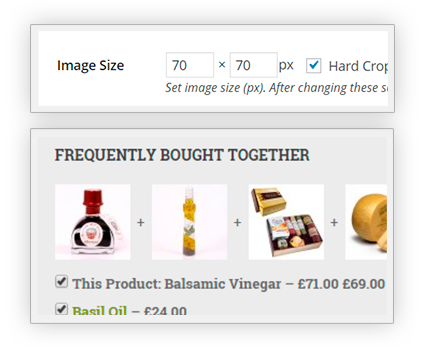 Image Size 70 × 70 px Hard Crop
Set image size (px). After changing these
FREQUENTLY BOUGHT TOGETHER
+ + +
This Product: Balsamic Vinegar – £71.00 £69.00
Basil Oil – £24.00